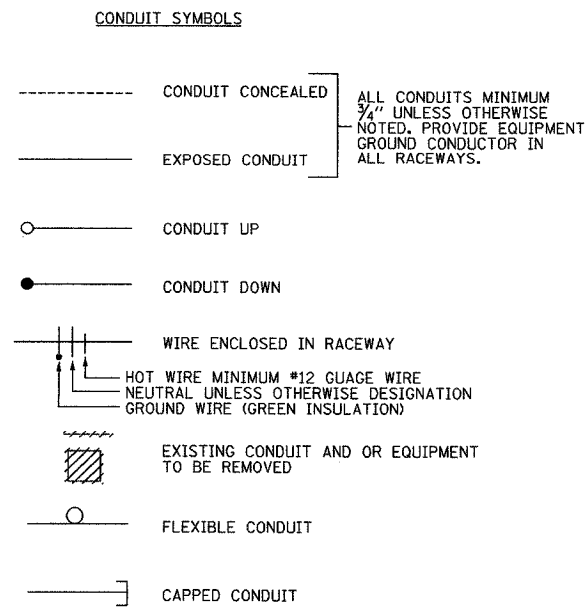 CONDUIT SYMBOLS
CONDUIT CONCEALED
EXPOSED CONDUIT
ALL CONDUITS MINIMUM
3/4" UNLESS OTHERWISE
NOTED. PROVIDE EQUIPMENT
GROUND CONDUCTOR IN
ALL RACEWAYS.
CONDUIT UP
CONDUIT DOWN
WIRE ENCLOSED IN RACEWAY
HOT WIRE MINIMUM #12 GUAGE WIRE
NEUTRAL UNLESS OTHERWISE DESIGNATION
GROUND WIRE (GREEN INSULATION)
EXISTING CONDUIT AND OR EQUIPMENT
TO BE REMOVED
FLEXIBLE CONDUIT
CAPPED CONDUIT